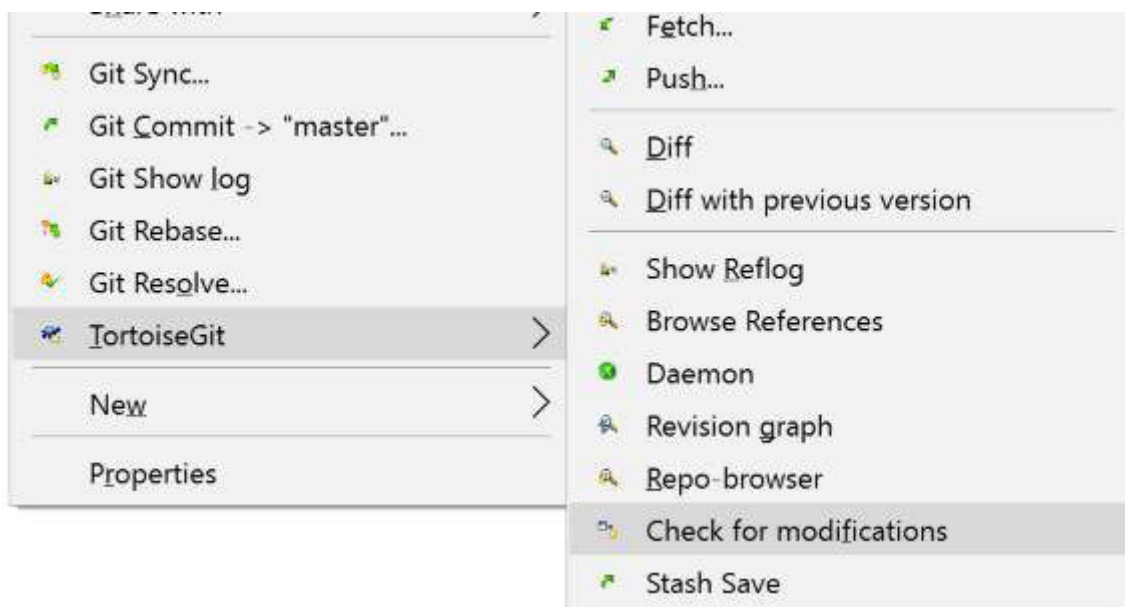 Git Sync...
Git Commit -> "master"...
Git Show log
Git Rebase...
Git Resolve...
TortoiseGit
New
Properties
Fetch...
Push...
Diff
Diff with previous version
Show Reflog
Browse References
Daemon
Revision graph
Repo-browser
Check for modifications
Stash Save